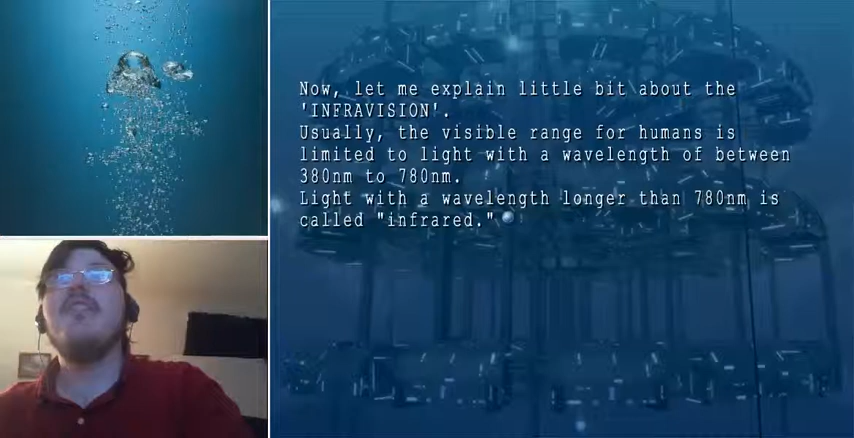 Now, let me explain little bit about the
'INFRAVISION'.
Usually, the visible range for humans is
limited to light with a wavelength of between
380nm to 780nm.
Light with a wavelength longer than 780nm is
called "infrared."